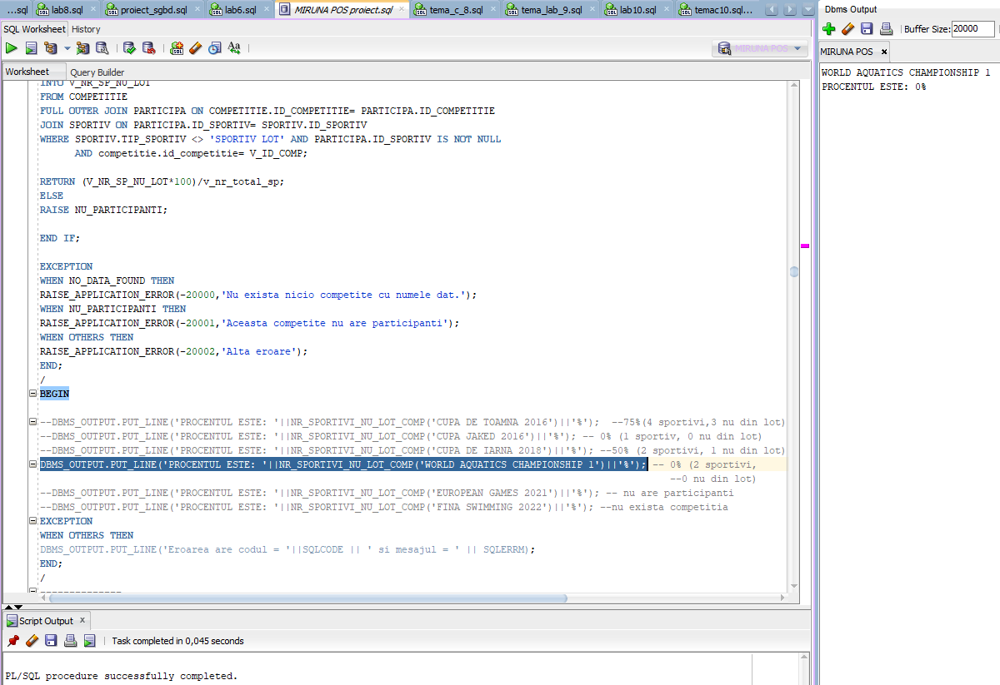 ...sql lab8.sql proiect_sgbd.sql lab6.sql MIRUNA POS proiect.sql tema_c_8.sql tema_lab_9.sql lab10.sql temac10.sql...
SQL Worksheet History
MIRUNA POS
Worksheet Query Builder
INTO V_NR_SP_NU_LOT
FROM COMPETITIE
FULL OUTER JOIN PARTICIPA ON COMPETITIE.ID_COMPETITIE= PARTICIPA.ID_COMPETITIE
JOIN SPORTIV ON PARTICIPA.ID_SPORTIV= SPORTIV.ID_SPORTIV
WHERE SPORTIV.TIP_SPORTIV <> 'SPORTIV LOT' AND PARTICIPA.ID_SPORTIV IS NOT NULL
AND competitie.id_competitie= V_ID_COMP;
RETURN (V_NR_SP_NU_LOT*100)/v_nr_total_sp;
ELSE
RAISE NU_PARTICIPANTI;
END IF;
EXCEPTION
WHEN NO_DATA_FOUND THEN
RAISE_APPLICATION_ERROR(-20000,'Nu exista nicio competite cu numele dat.');
WHEN NU_PARTICIPANTI THEN
RAISE_APPLICATION_ERROR(-20001,'Aceasta competite nu are participanti');
WHEN OTHERS THEN
RAISE_APPLICATION_ERROR(-20002,'Alta eroare');
END;
/
BEGIN
--DBMS_OUTPUT.PUT_LINE('PROCENTUL ESTE: '||NR_SPORTIVI_NU_LOT_COMP('CUPA DE TOAMNA 2016')||'%'); --75%(4 sportivi,3 nu din lot)
--DBMS_OUTPUT.PUT_LINE('PROCENTUL ESTE: '||NR_SPORTIVI_NU_LOT_COMP('CUPA JAKED 2016')||'%'); -- 0% (1 sportiv, 0 nu din lot)
--DBMS_OUTPUT.PUT_LINE('PROCENTUL ESTE: '||NR_SPORTIVI_NU_LOT_COMP('CUPA DE IARNA 2018')||'%'); --50% (2 sportivi, 1 nu din lot)
DBMS_OUTPUT.PUT_LINE('PROCENTUL ESTE: '||NR_SPORTIVI_NU_LOT_COMP('WORLD AQUATICS CHAMPIONSHIP 1')||'%'); -- 0% (2 sportivi,
--0 nu din lot)
--DBMS_OUTPUT.PUT_LINE('PROCENTUL ESTE: '||NR_SPORTIVI_NU_LOT_COMP('EUROPEAN GAMES 2021')||'%'); -- nu are participanti
--DBMS_OUTPUT.PUT_LINE('PROCENTUL ESTE: '||NR_SPORTIVI_NU_LOT_COMP('FINA SWIMMING 2022')||'%'); --nu exista competitia
EXCEPTION
WHEN OTHERS THEN
DBMS_OUTPUT.PUT_LINE('Eroarea are codul = '||SQLCODE || ' si mesajul = ' || SQLERRM);
END;
/
--------------
Script Output
Task completed in 0,045 seconds
PL/SQL procedure successfully completed.
Dbms Output
Buffer Size: 20000
MIRUNA POS
WORLD AQUATICS CHAMPIONSHIP 1
PROCENTUL ESTE: 0%